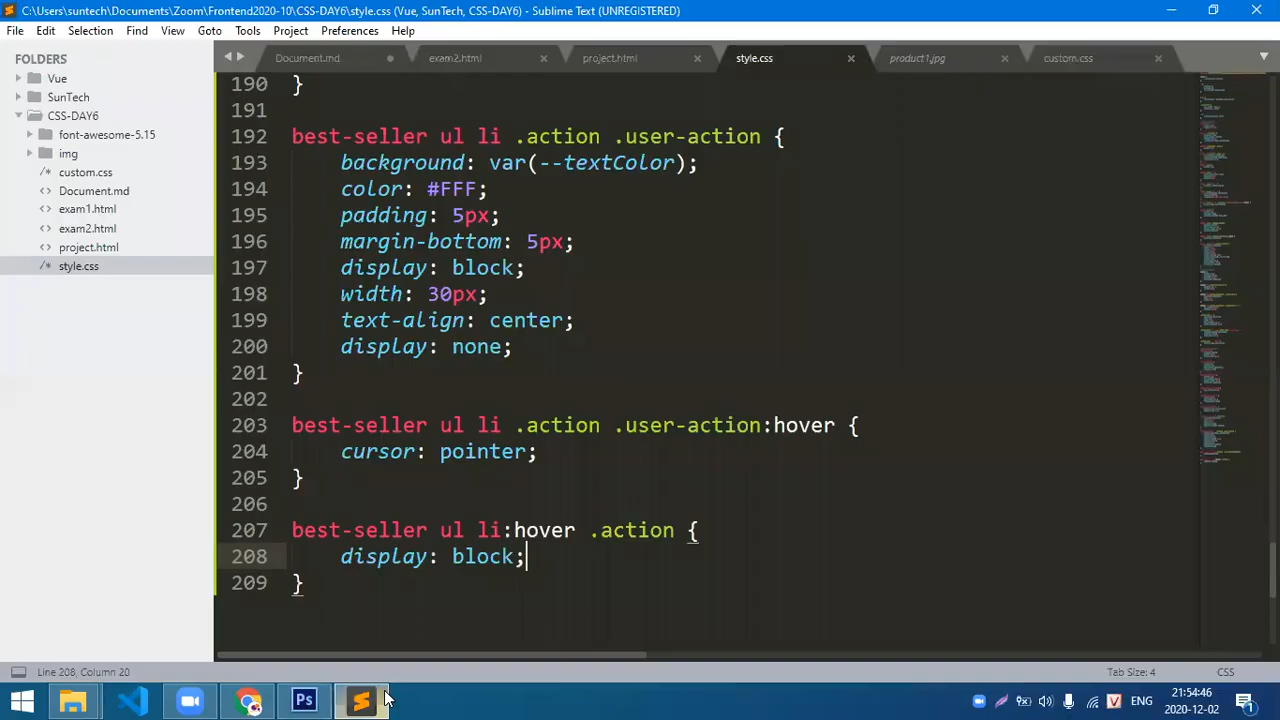 C:\Users\suntech\Documents\Zoom\Frontend2020-10\CSS-DAY6\style.css (Vue, SunTech, CSS-DAY6) - Sublime Text (UNREGISTERED)
File Edit Selection Find View Goto Tools Project Preferences Help
FOLDERS
Vue
SunTech
CSS-DAY6
font-awesome-5.15
img
/* custom.css
<> Document.md
<> exam1.html
<> exam2.html
<> project.html
/* style.css
Document.md exam2.html project.html style.css product1.jpg custom.css
190 }
191
192 best-seller ul li .action .user-action {
193 background: var(--textColor);
194 color: #FFF;
195 padding: 5px;
196 margin-bottom: 5px;
197 display: block;
198 width: 30px;
199 text-align: center;
200 display: none;
201 }
202
203 best-seller ul li .action .user-action:hover {
204 cursor: pointer;
205 }
206
207 best-seller ul li:hover .action {
208 display: block;
209 }
Line 208, Column 20 Tab Size: 4 CSS
Ps
V ENG
21:54:46
2020-12-02
1